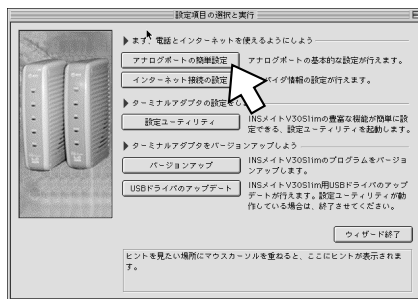 設定項目の選択と実行
まず、電話とインターネットを使えるようにしよう
アナログポートの簡単設定
アナログポートの基本的な設定が行えます。
インターネット接続の設定
バイダ情報の設定が行えます。
ターミナルアダプタの設定をし
設定ユーティリティ
INSメイトV30Slimの豊富な機能が簡単に設
定できる、設定ユーティリティを起動します。
ターミナルアダプタをバージョンアップしよう
バージョンアップ
INSメイトV30Slimのプログラムをバージョ
ンアップします。
USBドライバのアップデート
INSメイトV30Slim用USBドライバのアップ
デートが行えます。設定ユーティリティが動
作している場合は、終了させてください。
ウィザード終了
ヒントを見たい場所にマウスカーソルを重ねると、ここにヒントが表示されま
す。